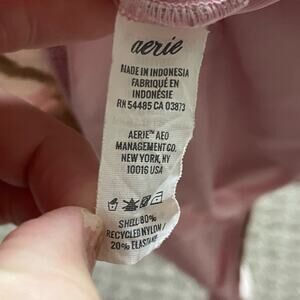 aerie
MADE IN INDONESIA
FABRIQUÉ EN
INDONÉSIE
RN 54485 CA 03873
AERIE™ AEO
MANAGEMENT CO.
NEW YORK, NY
10016 USA
SHELL 80%
RECYCLED NYLON /
20% ELASTANE